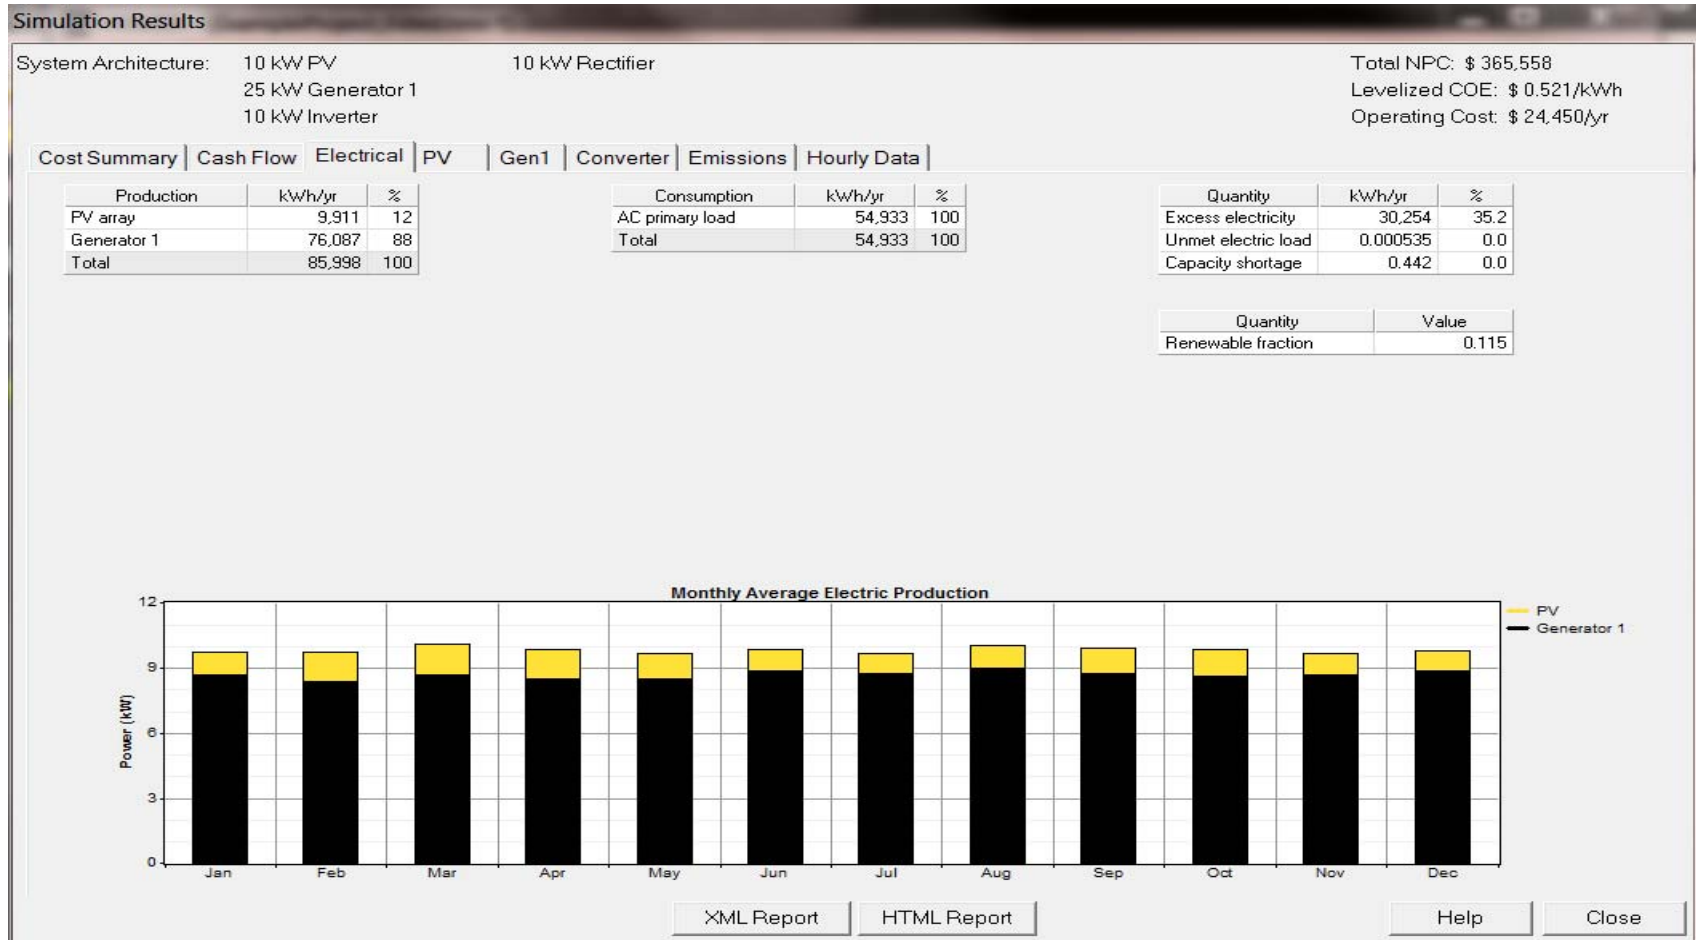 Simulation Results
System Architecture: 10 kW PV 10 kW Rectifier
25 kW Generator 1
10 kW Inverter
Total NPC: $ 365,558
Levelized COE: $ 0.521/kWh
Operating Cost: $ 24,450/yr
Cost Summary Cash Flow Electrical PV Gen1 Converter Emissions Hourly Data
Production kWh/yr %
PV array 9,911 12
Generator 1 76,087 88
Total 85,998 100
Consumption kWh/yr %
AC primary load 54,933 100
Total 54,933 100
Quantity kWh/yr %
Excess electricity 30,254 35.2
Unmet electric load 0.000535 0.0
Capacity shortage 0.442 0.0
Quantity Value
Renewable fraction 0.115
Monthly Average Electric Production
Power (kW)
12
9
6
3
0
Jan Feb Mar Apr May Jun Jul Aug Sep Oct Nov Dec
PV
Generator 1
XML Report HTML Report Help Close